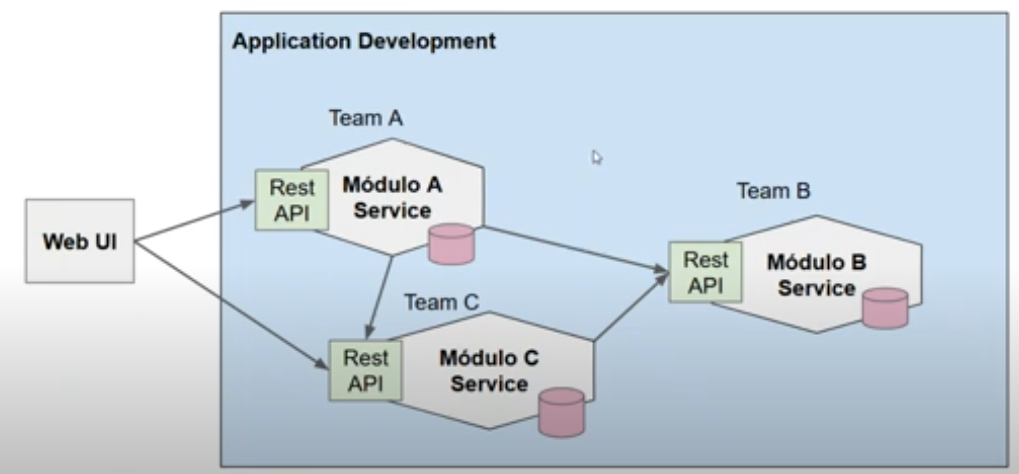 Application Development
Team A
Rest
API
Módulo A
Service
Team B
Web UI
Rest
API
Módulo B
Service
Team C
Rest
API
Módulo C
Service